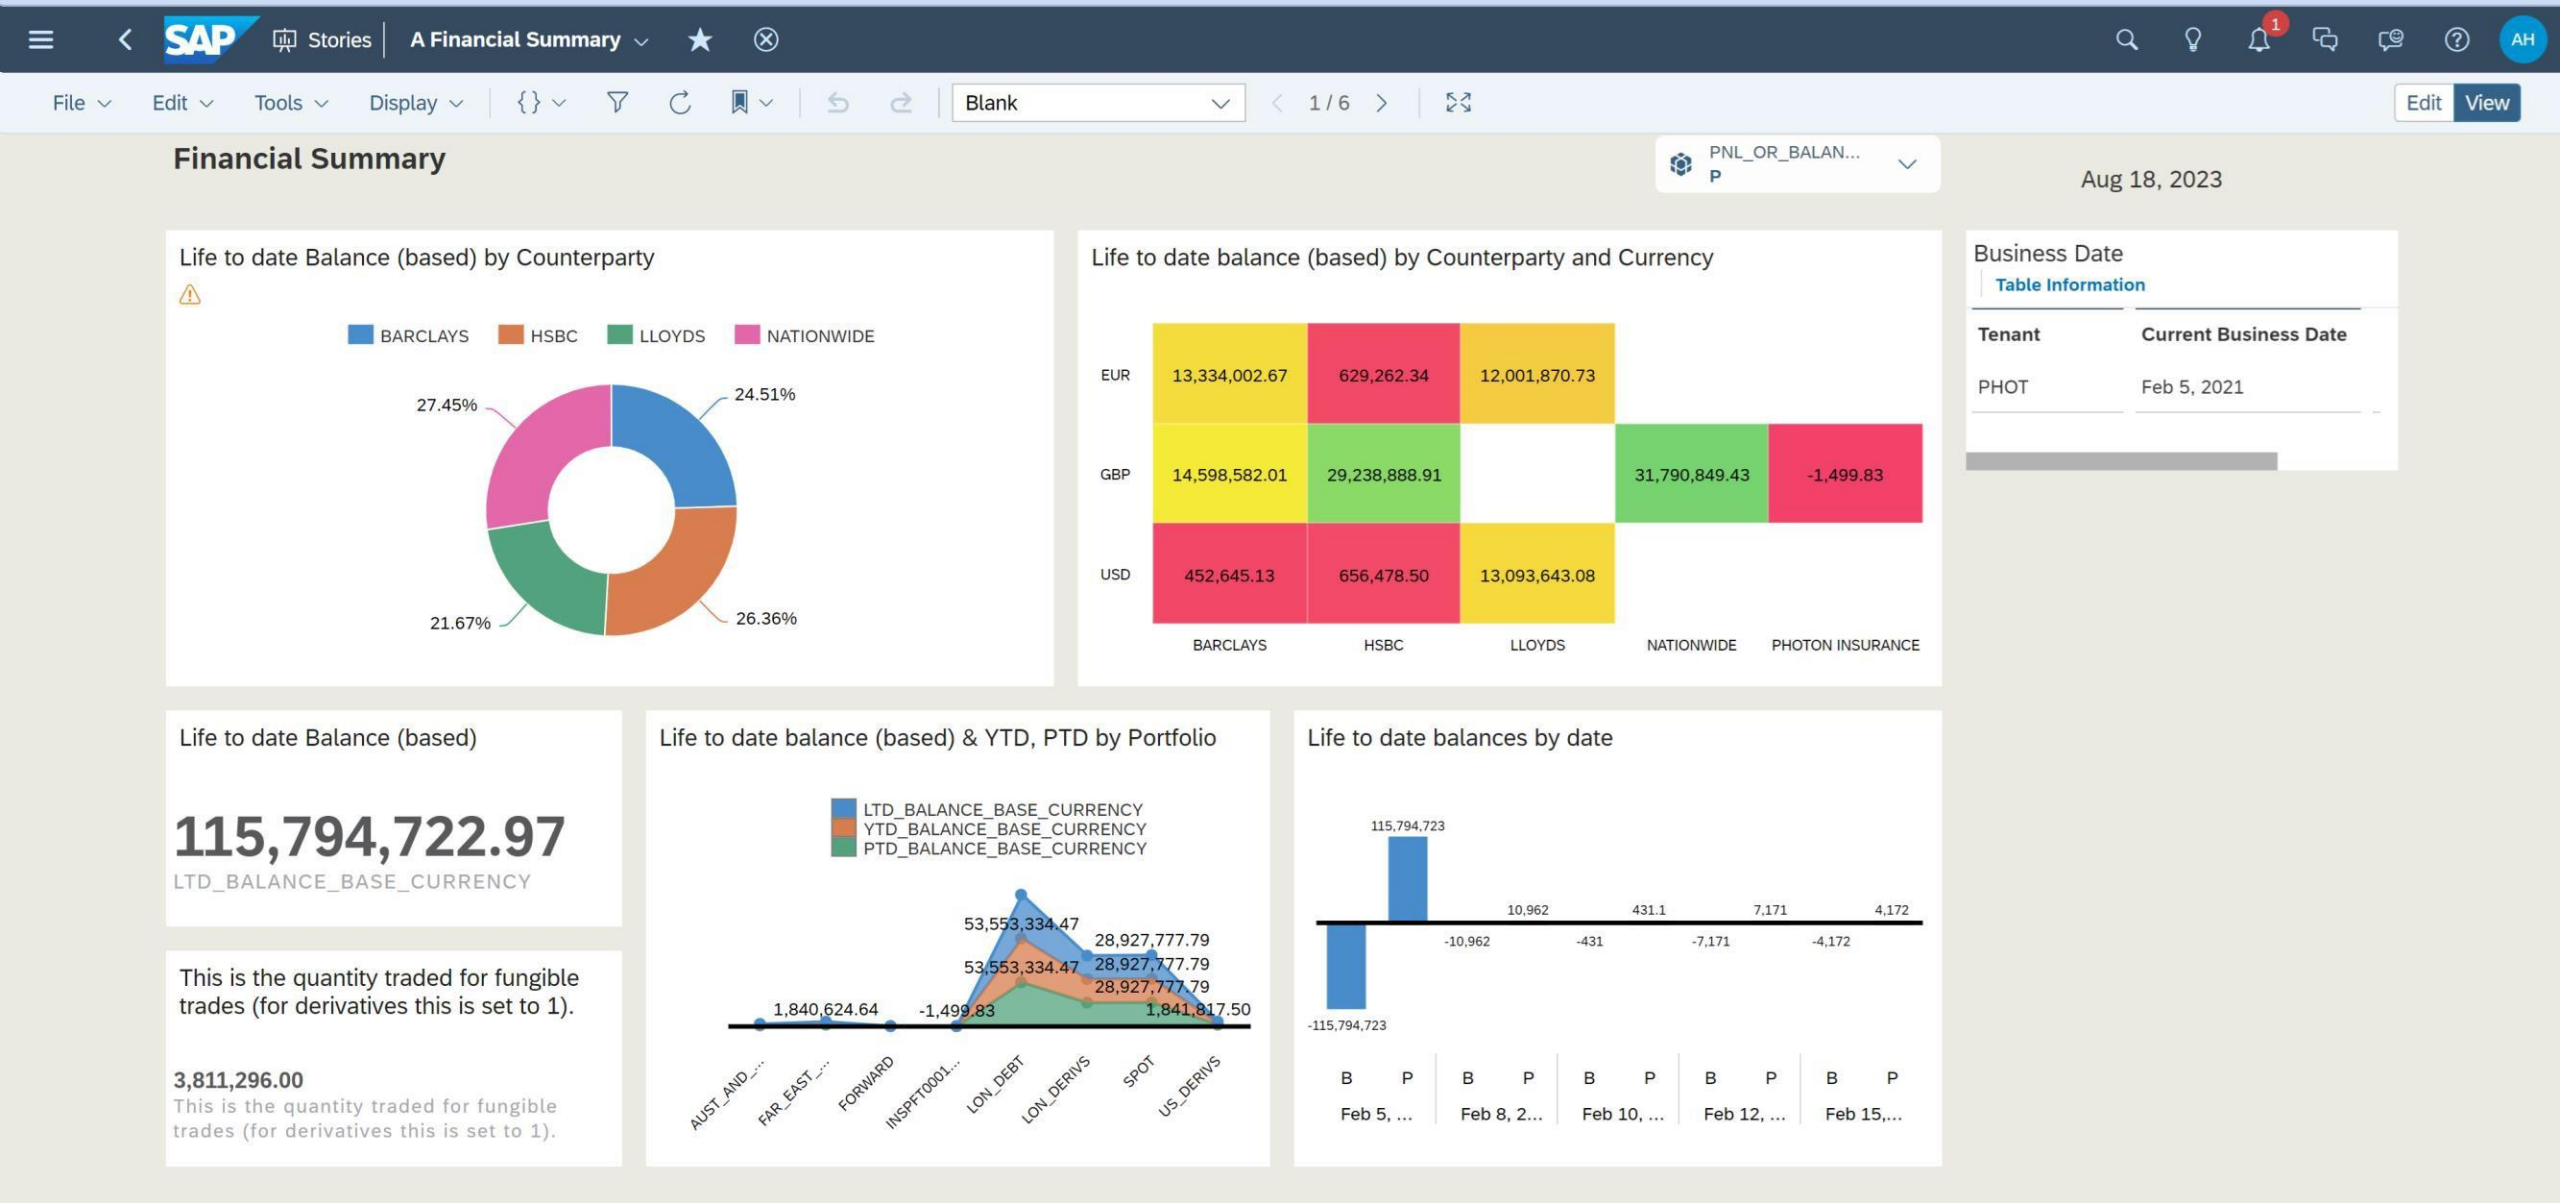 SAP Stories A Financial Summary 1 AH
File Edit Tools Display {} Blank 1 / 6 Edit View
Financial Summary
PNL_OR_BALAN...
P
Aug 18, 2023
Life to date Balance (based) by Counterparty
BARCLAYS HSBC LLOYDS NATIONWIDE
27.45%
24.51%
21.67%
26.36%
Life to date balance (based) by Counterparty and Currency
EUR 13,334,002.67 629,262.34 12,001,870.73
GBP 14,598,582.01 29,238,888.91 31,790,849.43 -1,499.83
USD 452,645.13 656,478.50 13,093,643.08
BARCLAYS HSBC LLOYDS NATIONWIDE PHOTON INSURANCE
Business Date
Table Information
Tenant Current Business Date
PHOT Feb 5, 2021
Life to date Balance (based)
115,794,722.97
LTD_BALANCE_BASE_CURRENCY
This is the quantity traded for fungible
trades (for derivatives this is set to 1).
3,811,296.00
This is the quantity traded for fungible
trades (for derivatives this is set to 1).
Life to date balance (based) & YTD, PTD by Portfolio
LTD_BALANCE_BASE_CURRENCY
YTD_BALANCE_BASE_CURRENCY
PTD_BALANCE_BASE_CURRENCY
53,553,334.47
28,927,777.79
53,553,334.47 28,927,777.79
28,927,777.79
1,840,624.64 -1,499.83 1,841,817.50
AUST_AND_... FAR_EAST_... FORWARD INSPFT0001... LON_DEBT LON_DERIVS SPOT US_DERIVS
Life to date balances by date
115,794,723
10,962 431.1 7,171 4,172
-10,962 -431 -7,171 -4,172
-115,794,723
B P B P B P B P B P
Feb 5, ... Feb 8, 2... Feb 10, ... Feb 12, ... Feb 15,...